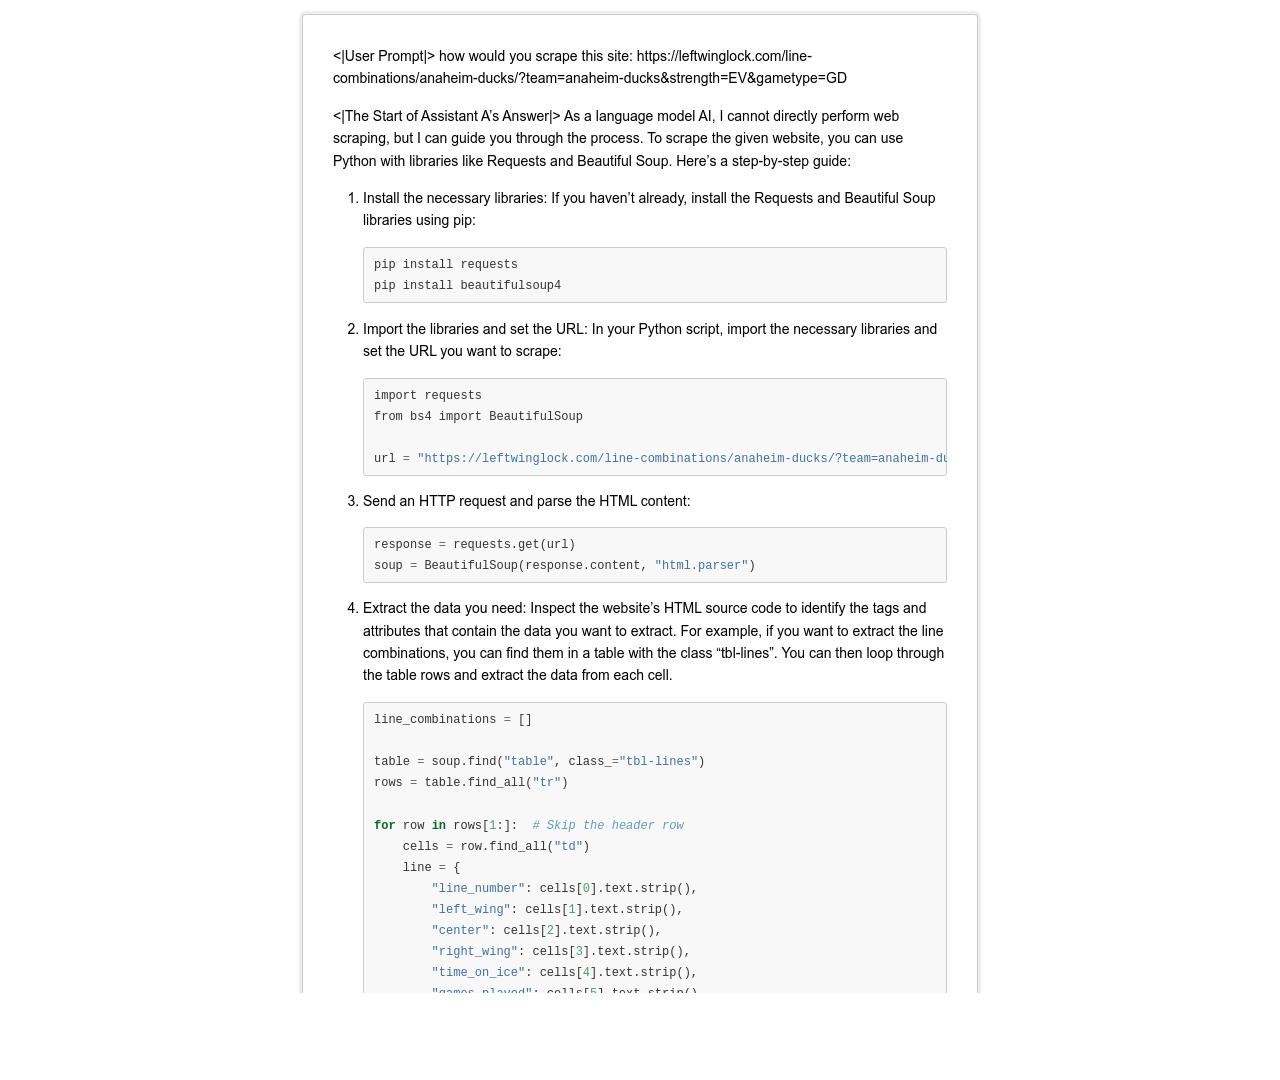 <|User Prompt|> how would you scrape this site: https://leftwinglock.com/line-
combinations/anaheim-ducks/?team=anaheim-ducks&strength=EV&gametype=GD
<|The Start of Assistant A’s Answer|> As a language model AI, I cannot directly perform web
scraping, but I can guide you through the process. To scrape the given website, you can use
Python with libraries like Requests and Beautiful Soup. Here’s a step-by-step guide:
1. Install the necessary libraries: If you haven’t already, install the Requests and Beautiful Soup
libraries using pip:
pip install requests
pip install beautifulsoup4
2. Import the libraries and set the URL: In your Python script, import the necessary libraries and
set the URL you want to scrape:
import requests
from bs4 import BeautifulSoup
url = "https://leftwinglock.com/line-combinations/anaheim-ducks/?team=anaheim-du
3. Send an HTTP request and parse the HTML content:
response = requests.get(url)
soup = BeautifulSoup(response.content, "html.parser")
4. Extract the data you need: Inspect the website’s HTML source code to identify the tags and
attributes that contain the data you want to extract. For example, if you want to extract the line
combinations, you can find them in a table with the class “tbl-lines”. You can then loop through
the table rows and extract the data from each cell.
line_combinations = []
table = soup.find("table", class_="tbl-lines")
rows = table.find_all("tr")
for row in rows[1:]:  # Skip the header row
    cells = row.find_all("td")
    line = {
        "line_number": cells[0].text.strip(),
        "left_wing": cells[1].text.strip(),
        "center": cells[2].text.strip(),
        "right_wing": cells[3].text.strip(),
        "time_on_ice": cells[4].text.strip(),
        "games_played": cells[5].text.strip()